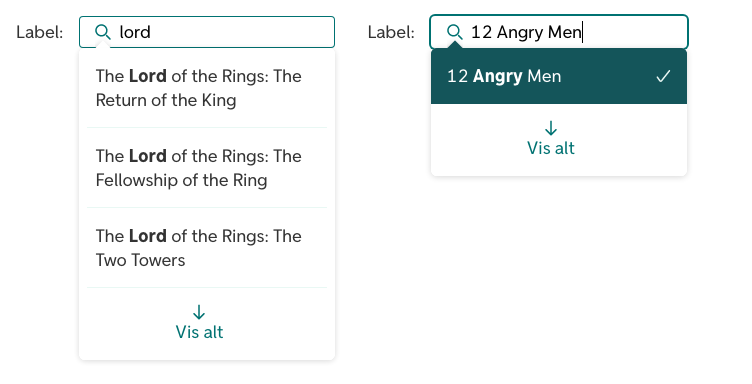 Label: lord
The Lord of the Rings: The
Return of the King
The Lord of the Rings: The
Fellowship of the Ring
The Lord of the Rings: The
Two Towers
Vis alt
Label: 12 Angry Men
12 Angry Men
Vis alt